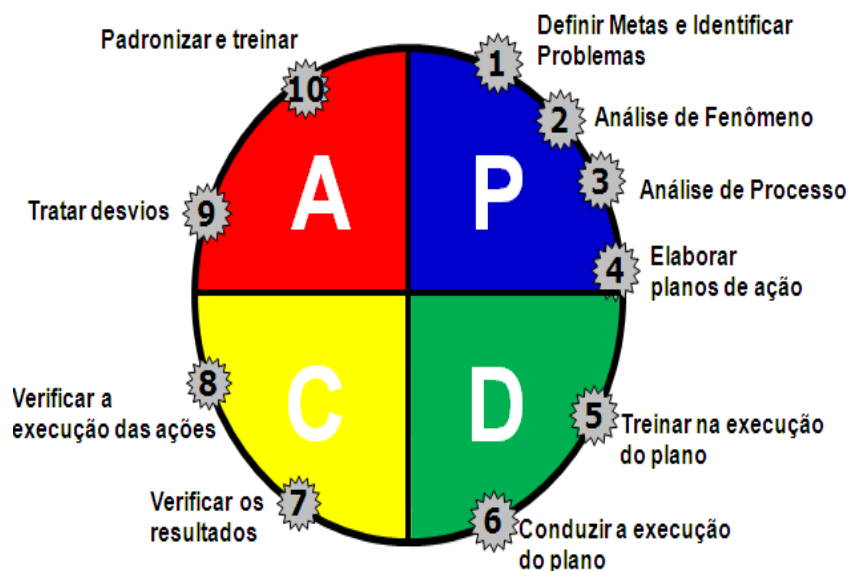 Definir Metas e Identificar
Problemas
1
Análise de Fenômeno
2
Análise de Processo
3
Elaborar
planos de ação
4
Treinar na execução
do plano
5
Conduzir a execução
do plano
6
Verificar os
resultados
7
Verificar a
execução das ações
8
Tratar desvios
9
Padronizar e treinar
10
A
P
C
D